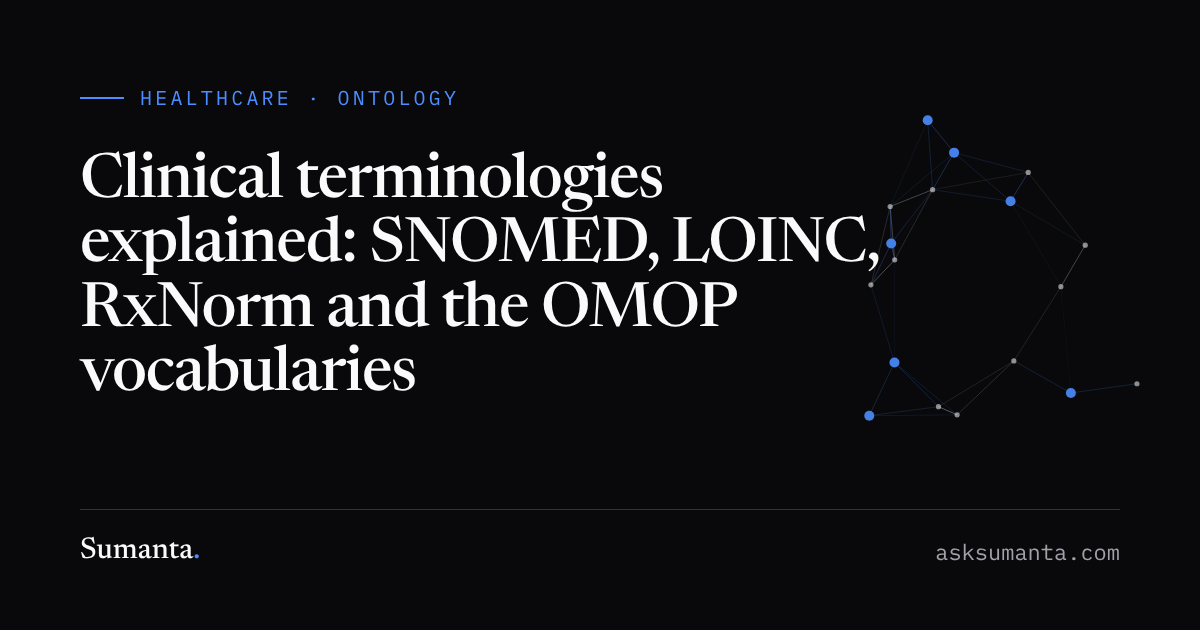 HEALTHCARE · ONTOLOGY
Clinical terminologies
explained: SNOMED, LOINC,
RxNorm and the OMOP
vocabularies
Sumanta.
asksumanta.com